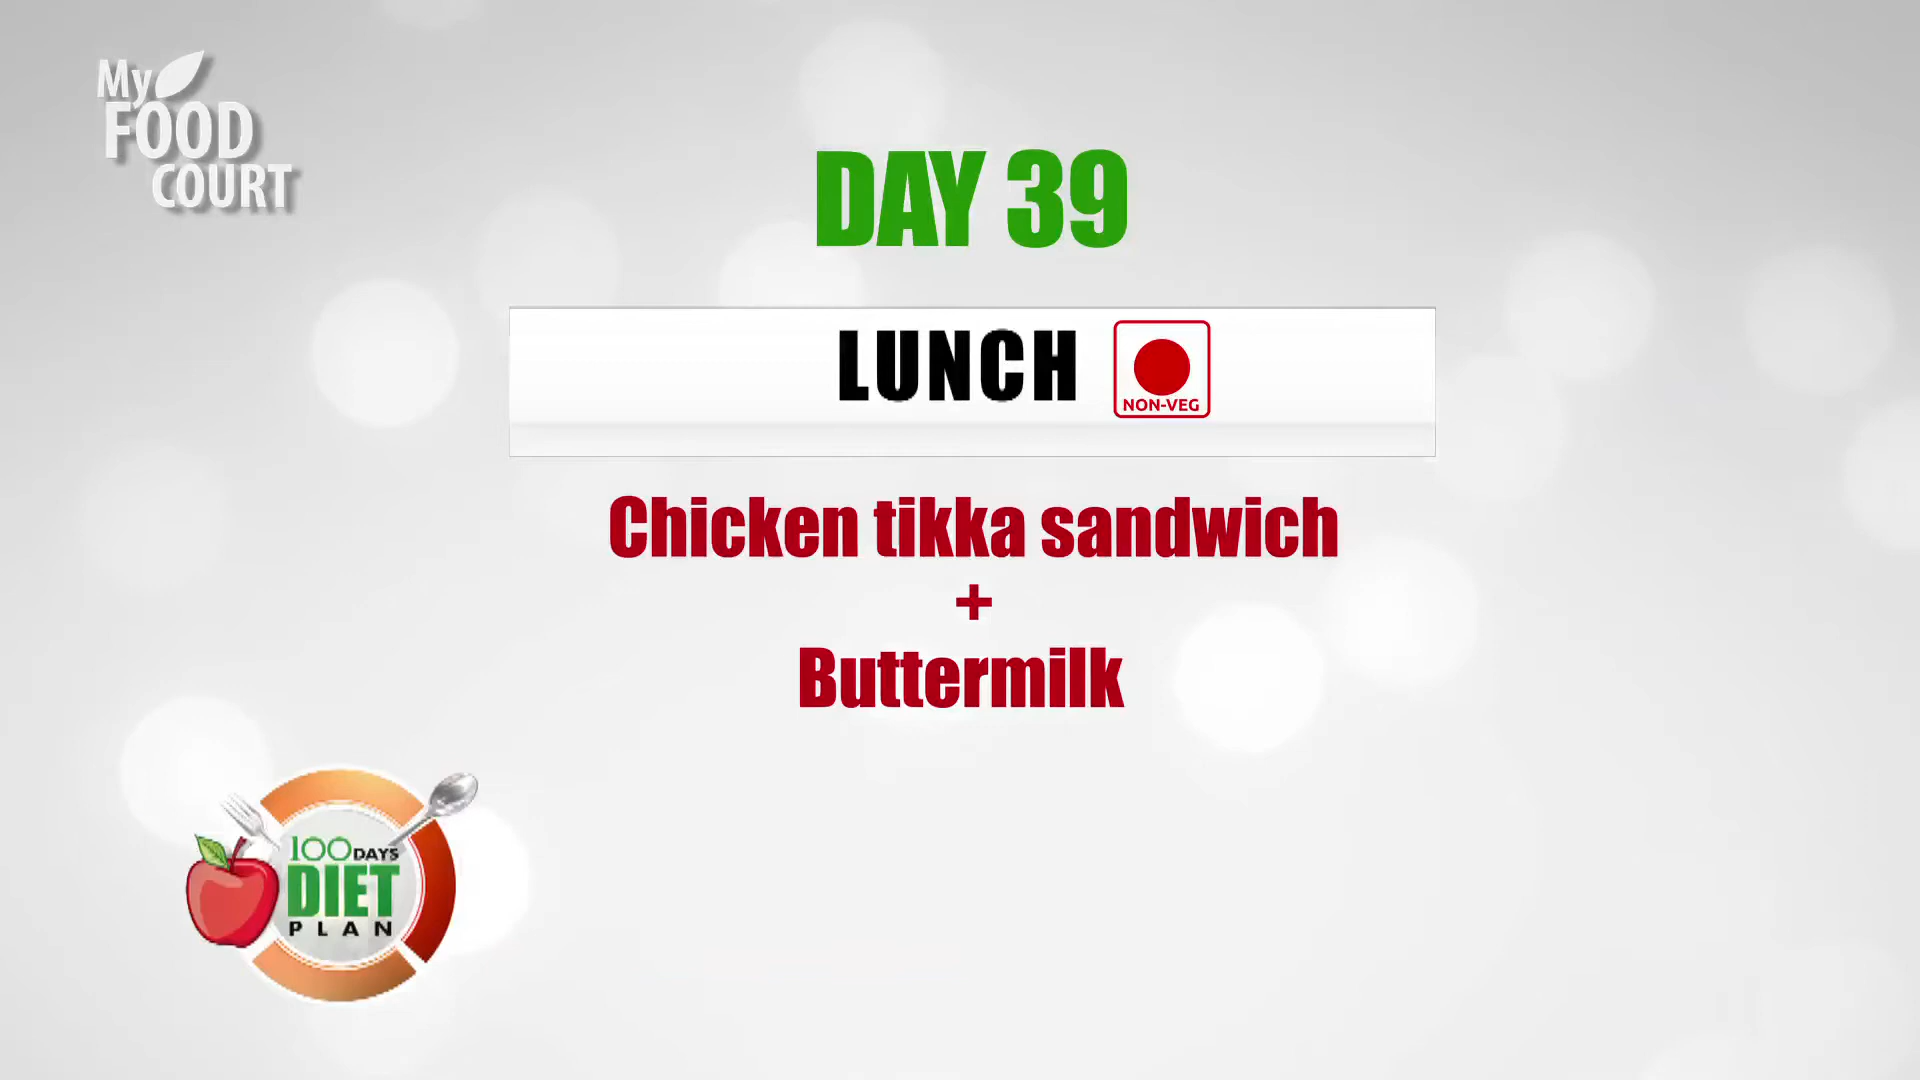 My
FOOD
COURT
DAY 39
LUNCH
NON-VEG
Chicken tikka sandwich
+
Buttermilk
100 DAYS
DIET
PLAN